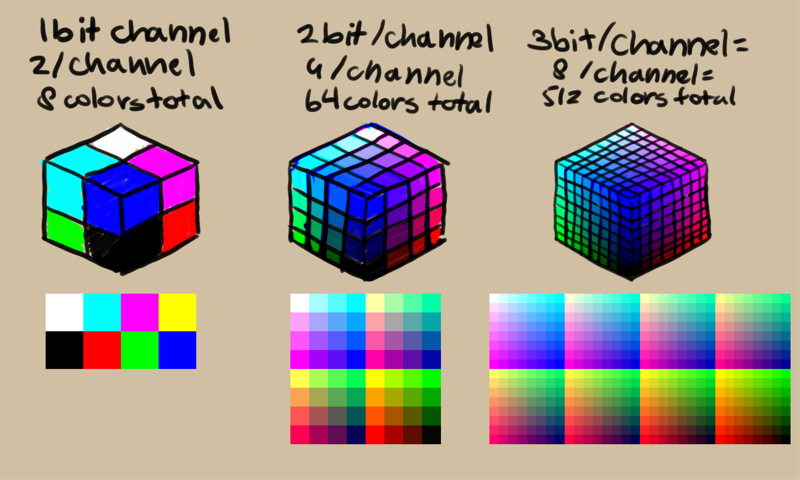 1bit channel
2/channel
8 colors total
2bit/channel
4/channel
64 colors total
3bit/channel=
8/channel=
512 colors total